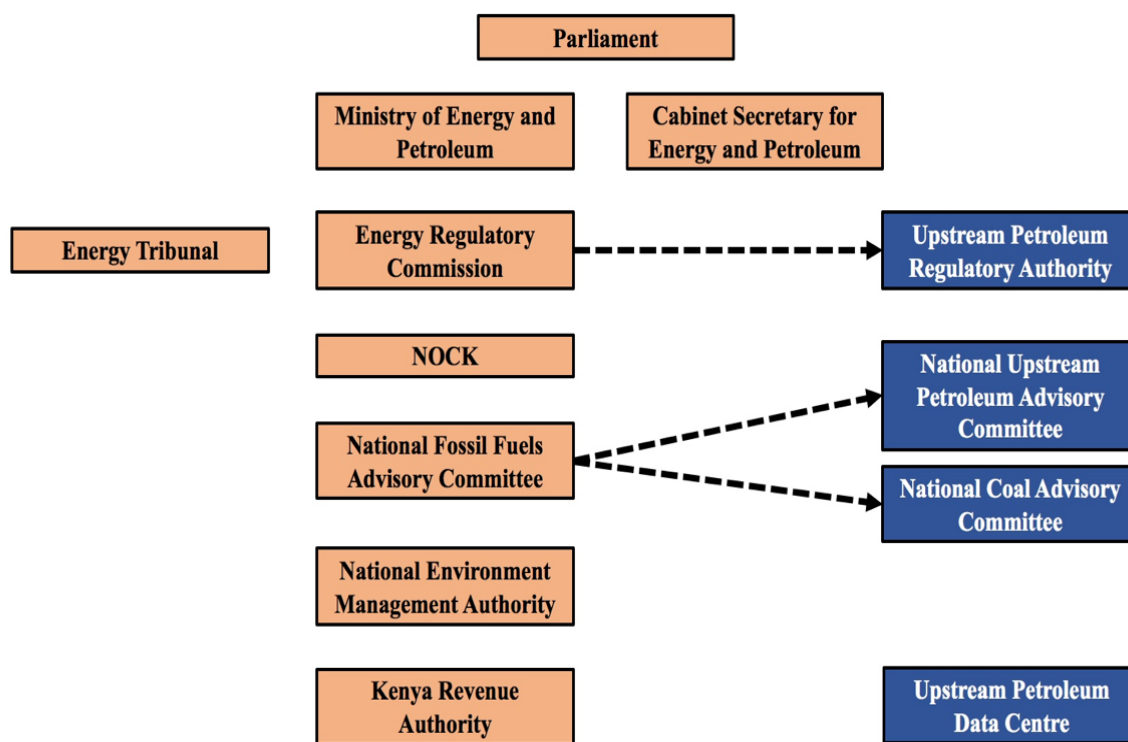 Parliament
Ministry of Energy and
Petroleum
Cabinet Secretary for
Energy and Petroleum
Energy Tribunal
Energy Regulatory
Commission
Upstream Petroleum
Regulatory Authority
NOCK
National Upstream
Petroleum Advisory
Committee
National Fossil Fuels
Advisory Committee
National Coal Advisory
Committee
National Environment
Management Authority
Kenya Revenue
Authority
Upstream Petroleum
Data Centre